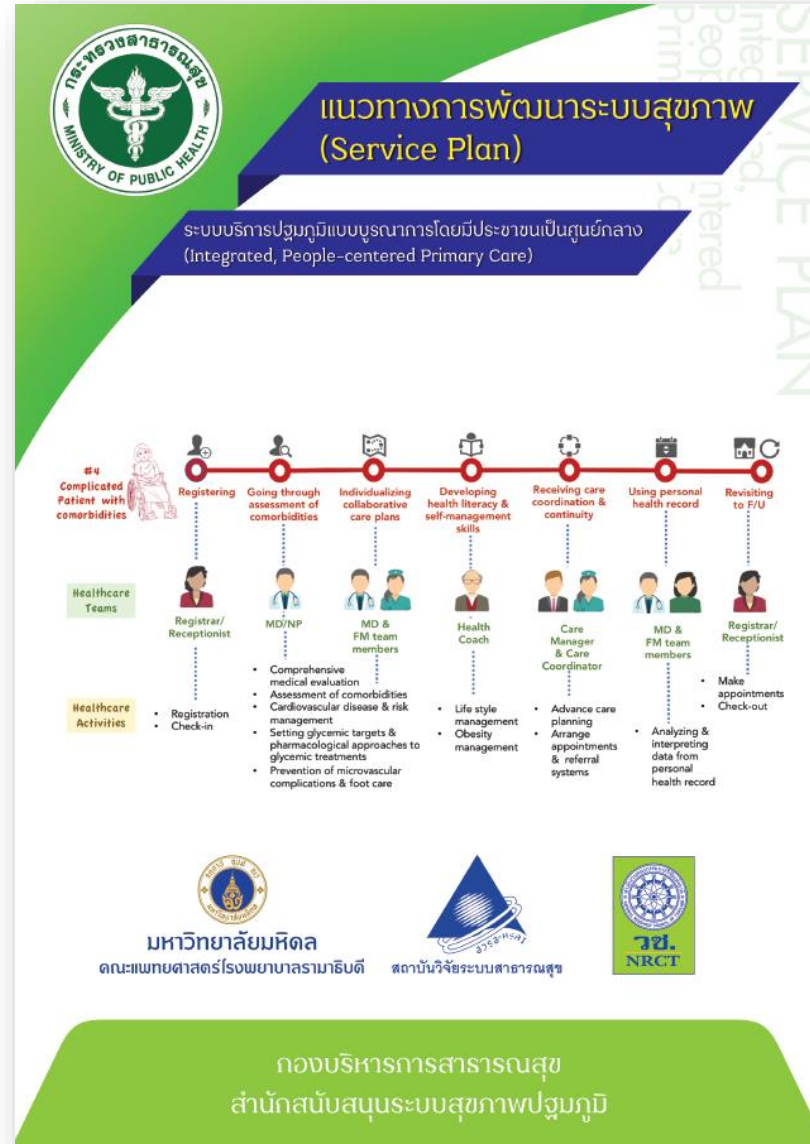 กระทรวงสาธารณสุข
MINISTRY OF PUBLIC HEALTH
SERVICE PLAN
แนวทางการพัฒนาระบบสุขภาพ
(Service Plan)
ระบบบริการปฐมภูมิแบบบูรณาการโดยมีประชาชนเป็นศูนย์กลาง
(Integrated, People-centered Primary Care)
#4
Complicated
Patient with
comorbidities
Registering
Going through
assessment of
comorbidities
Individualizing
collaborative
care plans
Developing
health literacy &
self-management
skills
Receiving care
coordination &
continuity
Using personal
health record
Revisiting
to F/U
Healthcare
Teams
Registrar/
Receptionist
MD/NP
MD &
FM team
members
Health
Coach
Care
Manager
& Care
Coordinator
MD &
FM team
members
Registrar/
Receptionist
Healthcare
Activities
• Registration
• Check-in
• Comprehensive
medical evaluation
• Assessment of comorbidities
• Cardiovascular disease & risk
management
• Setting glycemic targets &
pharmacological approaches to
glycemic treatments
• Prevention of microvascular
complications & foot care
• Life style
management
• Obesity
management
• Advance care
planning
• Arrange
appointments
& referral
systems
• Analyzing &
interpreting
data from
personal
health record
• Make
appointments
• Check-out
มหาวิทยาลัยมหิดล
คณะแพทยศาสตร์โรงพยาบาลรามาธิบดี
สวรส-HSRI
สถาบันวิจัยระบบสาธารณสุข
วช.
NRCT
กองบริหารการสาธารณสุข
สำนักสนับสนุนระบบสุขภาพปฐมภูมิ